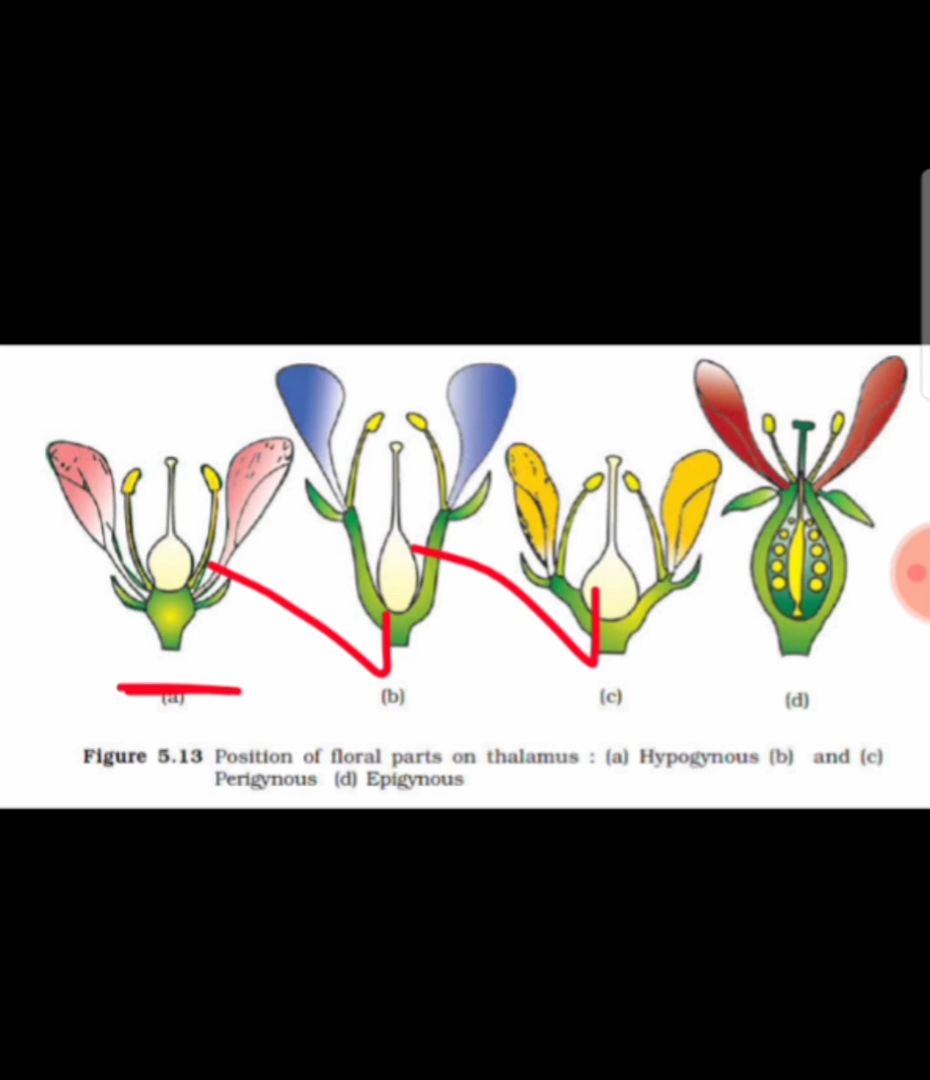 (a) (b) (c) (d)
Figure 5.13 Position of floral parts on thalamus : (a) Hypogynous (b) and (c)
Perigynous (d) Epigynous